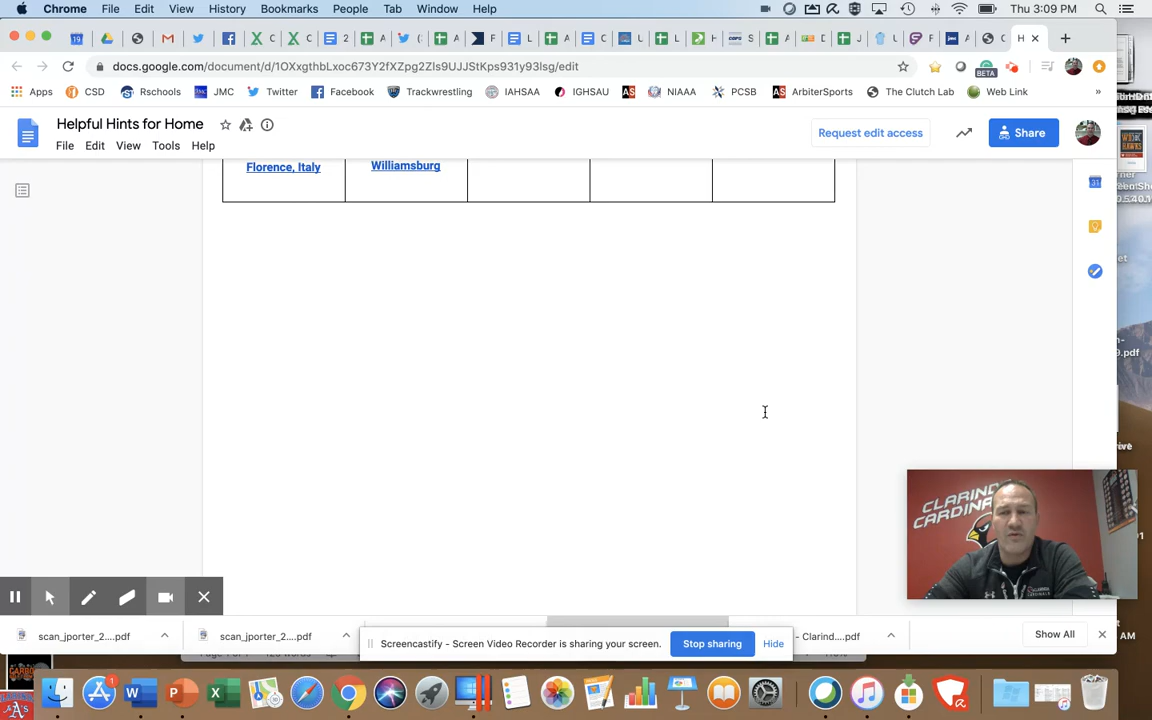 Chrome File Edit View History Bookmarks People Tab Window Help Thu 3:09 PM
docs.google.com/document/d/1OXxgthbLxoc673Y2fXZpg2ZIs9UJJStKps931y93lsg/edit
BETA
Apps CSD Rschools JMC Twitter Facebook Trackwrestling IAHSAA IGHSAU NIAAA PCSB ArbiterSports The Clutch Lab Web Link »
Helpful Hints for Home
File Edit View Tools Help
Request edit access
Share
Florence, Italy Williamsburg
CLARINDA
CARDINALS
scan_jporter_2....pdf scan_jporter_2....pdf - Clarind....pdf Show All
Screencastify - Screen Video Recorder is sharing your screen. Stop sharing Hide